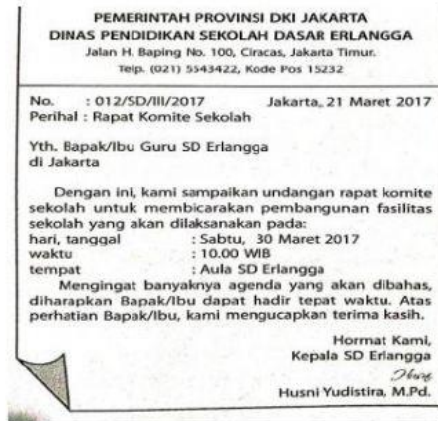 PEMERINTAH PROVINSI DKI JAKARTA
DINAS PENDIDIKAN SEKOLAH DASAR ERLANGGA
Jalan H. Baping No. 100, Ciracas, Jakarta Timur.
Telp. (021) 5543422, Kode Pos 15232
No. : 012/SD/III/2017 Jakarta, 21 Maret 2017
Perihal : Rapat Komite Sekolah
Yth. Bapak/Ibu Guru SD Erlangga
di Jakarta
Dengan ini, kami sampaikan undangan rapat komite
sekolah untuk membicarakan pembangunan fasilitas
sekolah yang akan dilaksanakan pada:
hari, tanggal : Sabtu, 30 Maret 2017
waktu : 10.00 WIB
tempat : Aula SD Erlangga
Mengingat banyaknya agenda yang akan dibahas,
diharapkan Bapak/Ibu dapat hadir tepat waktu. Atas
perhatian Bapak/Ibu, kami mengucapkan terima kasih.
Hormat Kami,
Kepala SD Erlangga
Husni Yudistira, M.Pd.